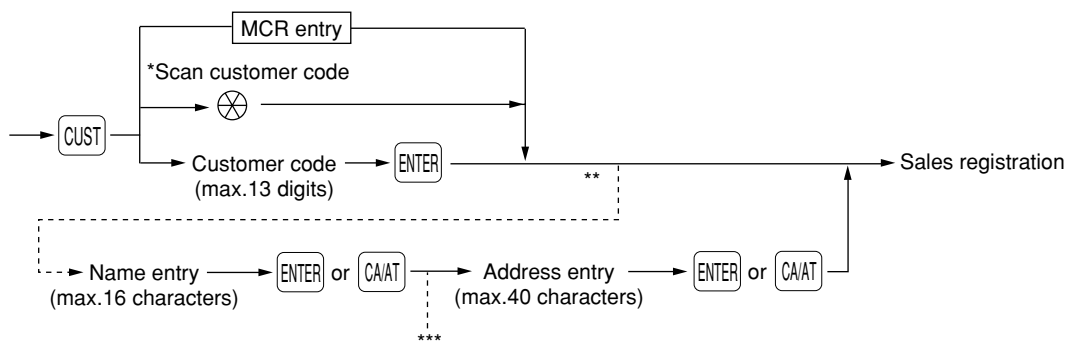 MCR entry
*Scan customer code
CUST
Customer code
(max.13 digits)
ENTER
**
Sales registration
Name entry
(max.16 characters)
ENTER or CA/AT
Address entry
(max.40 characters)
ENTER or CA/AT
***